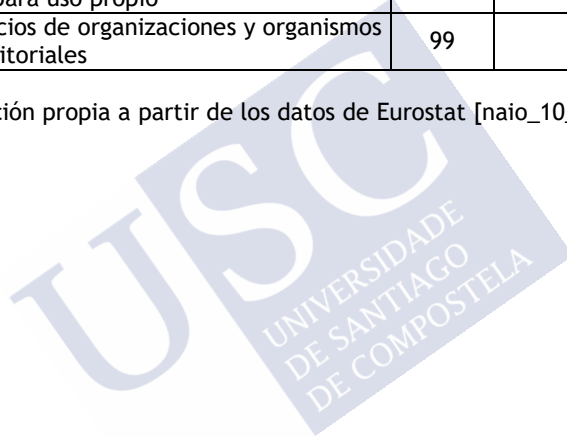 para uso propio
cios de organizaciones y organismos
itoriales
99
ción propia a partir de los datos de Eurostat [naio_10_
USC
UNIVERSIDADE
DE SANTIAGO
DE COMPOSTELA